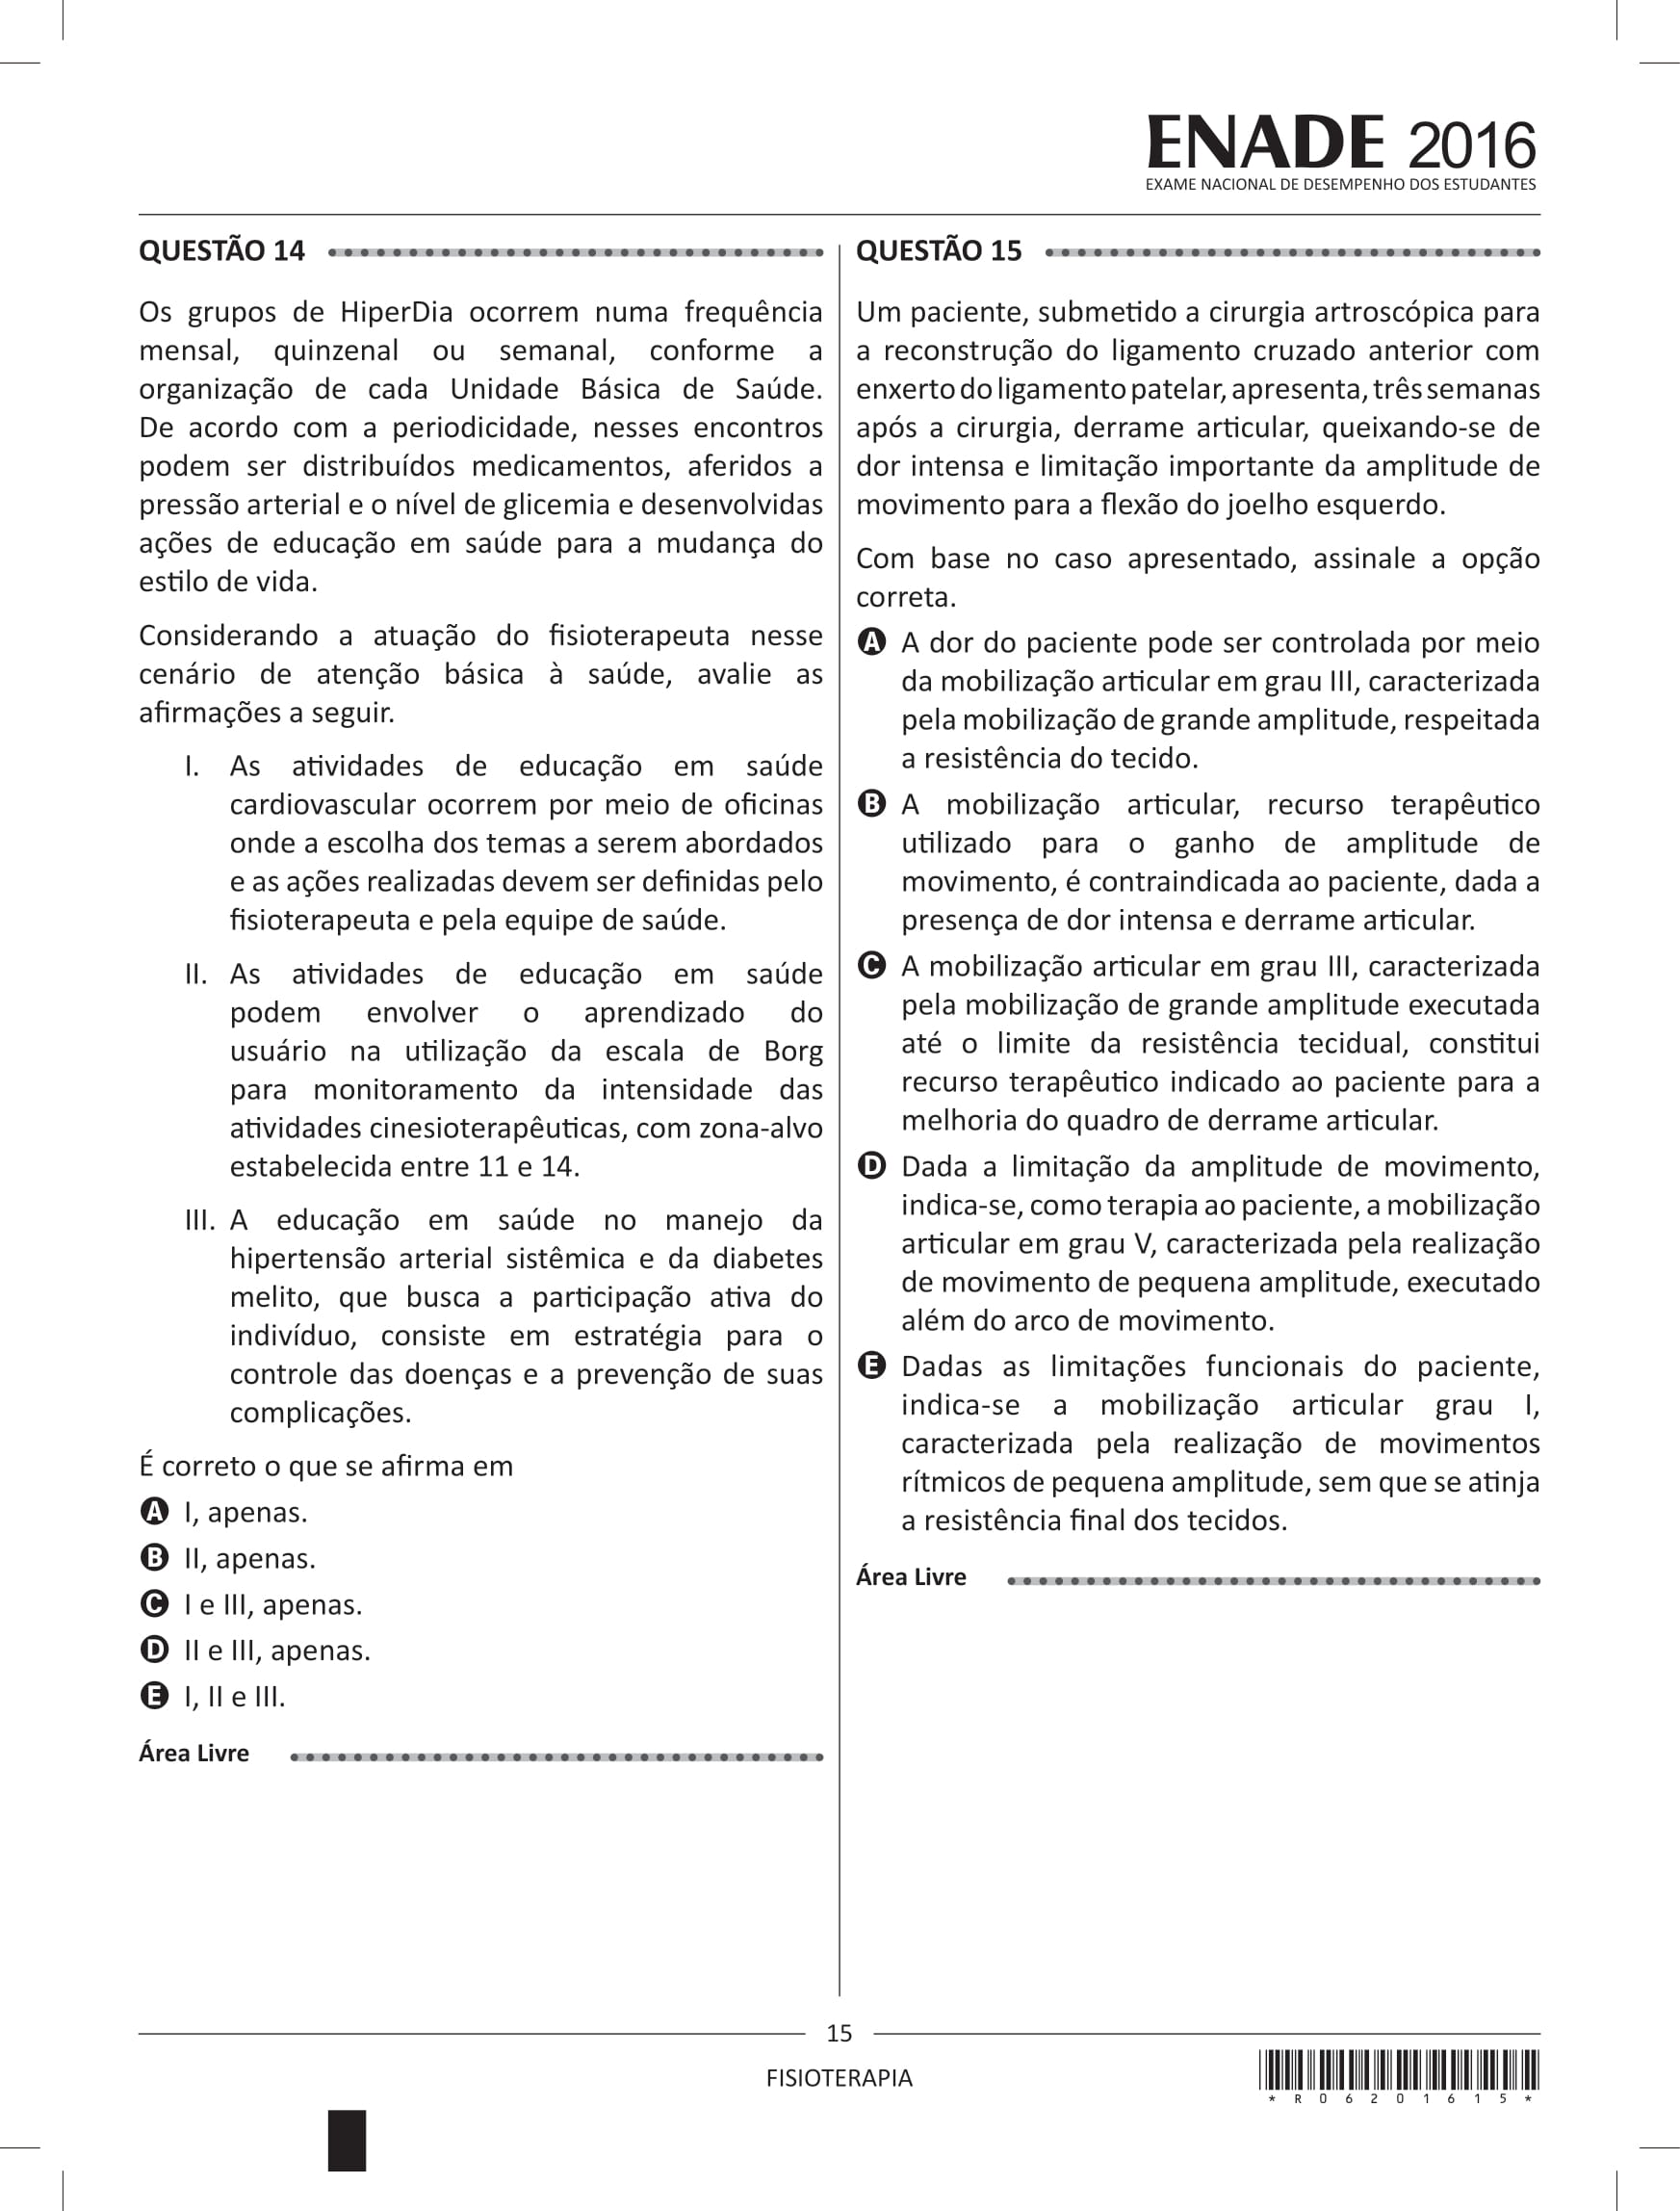 ENADE 2016
EXAME NACIONAL DE DESEMPENHO DOS ESTUDANTES
QUESTÃO 14
Os grupos de HiperDia ocorrem numa frequência
mensal, quinzenal ou semanal, conforme a
organização de cada Unidade Básica de Saúde.
De acordo com a periodicidade, nesses encontros
podem ser distribuídos medicamentos, aferidos a
pressão arterial e o nível de glicemia e desenvolvidas
ações de educação em saúde para a mudança do
estilo de vida.
Considerando a atuação do fisioterapeuta nesse
cenário de atenção básica à saúde, avalie as
afirmações a seguir.
I. As atividades de educação em saúde
cardiovascular ocorrem por meio de oficinas
onde a escolha dos temas a serem abordados
e as ações realizadas devem ser definidas pelo
fisioterapeuta e pela equipe de saúde.
II. As atividades de educação em saúde
podem envolver o aprendizado do
usuário na utilização da escala de Borg
para monitoramento da intensidade das
atividades cinesioterapêuticas, com zona-alvo
estabelecida entre 11 e 14.
III. A educação em saúde no manejo da
hipertensão arterial sistêmica e da diabetes
melito, que busca a participação ativa do
indivíduo, consiste em estratégia para o
controle das doenças e a prevenção de suas
complicações.
É correto o que se afirma em
A I, apenas.
B II, apenas.
C I e III, apenas.
D II e III, apenas.
E I, II e III.
Área Livre
QUESTÃO 15
Um paciente, submetido a cirurgia artroscópica para
a reconstrução do ligamento cruzado anterior com
enxerto do ligamento patelar, apresenta, três semanas
após a cirurgia, derrame articular, queixando-se de
dor intensa e limitação importante da amplitude de
movimento para a flexão do joelho esquerdo.
Com base no caso apresentado, assinale a opção
correta.
A A dor do paciente pode ser controlada por meio
da mobilização articular em grau III, caracterizada
pela mobilização de grande amplitude, respeitada
a resistência do tecido.
B A mobilização articular, recurso terapêutico
utilizado para o ganho de amplitude de
movimento, é contraindicada ao paciente, dada a
presença de dor intensa e derrame articular.
C A mobilização articular em grau III, caracterizada
pela mobilização de grande amplitude executada
até o limite da resistência tecidual, constitui
recurso terapêutico indicado ao paciente para a
melhoria do quadro de derrame articular.
D Dada a limitação da amplitude de movimento,
indica-se, como terapia ao paciente, a mobilização
articular em grau V, caracterizada pela realização
de movimento de pequena amplitude, executado
além do arco de movimento.
E Dadas as limitações funcionais do paciente,
indica-se a mobilização articular grau I,
caracterizada pela realização de movimentos
rítmicos de pequena amplitude, sem que se atinja
a resistência final dos tecidos.
Área Livre
15
FISIOTERAPIA
* R 0 6 2 0 1 6 1 5 *